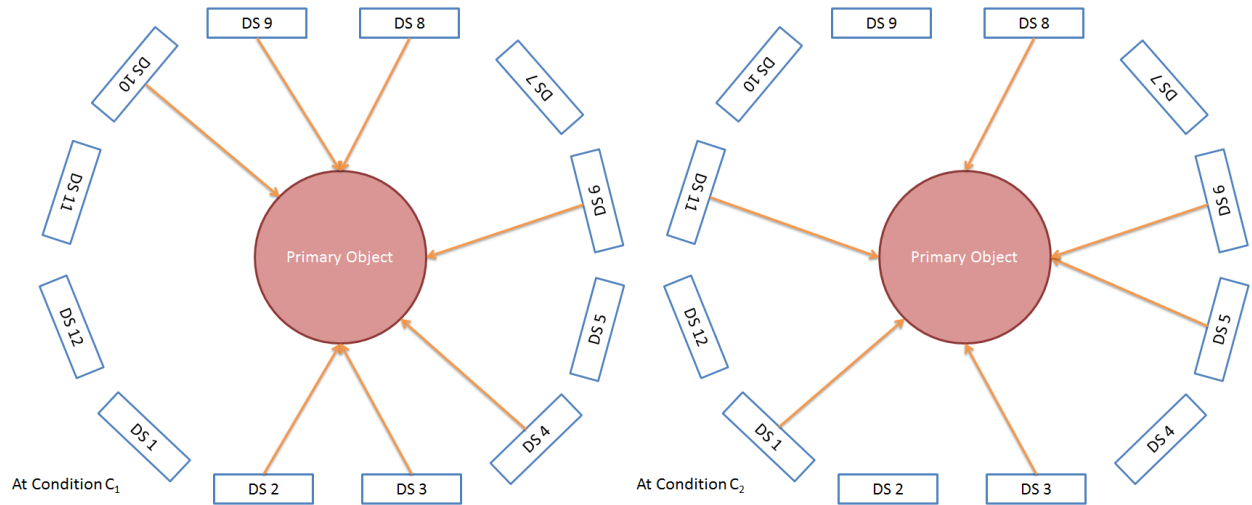 DS 9
DS 8
DS 10
DS 7
DS 11
DS 6
Primary Object
DS 12
DS 5
DS 1
DS 4
DS 2
DS 3
At Condition C₁
DS 9
DS 8
DS 10
DS 7
DS 11
DS 6
Primary Object
DS 12
DS 5
DS 1
DS 4
DS 2
DS 3
At Condition C₂